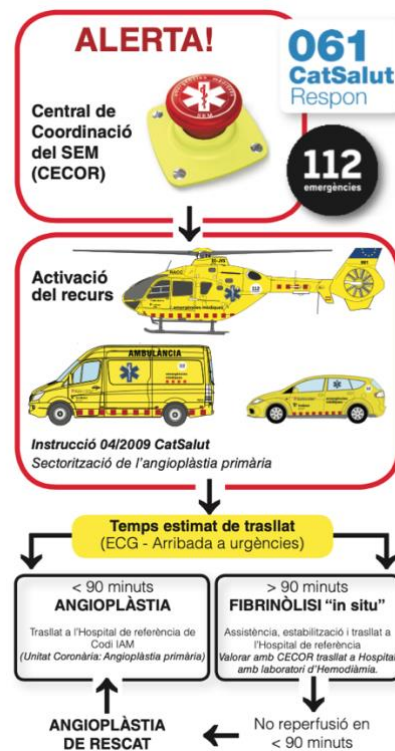 ALERTA!
061
CatSalut
Respon
Central de
Coordinació
del SEM
(CECOR)
SEM
112
emergències
Activació
del recurs
AMBULÀNCIA
Instrucció 04/2009 CatSalut
Sectorització de l'angioplàstia primària
Temps estimat de trasllat
(ECG - Arribada a urgències)
< 90 minuts
ANGIOPLÀSTIA
Trasllat a l'Hospital de referència de
Codi IAM
(Unitat Coronària: Angioplàstia primària)
> 90 minuts
FIBRINÒLISI "in situ"
Assistència, estabilització i trasllat a
l'Hospital de referència
Valorar amb CECOR trasllat a Hospital
amb laboratori d'Hemodiàmia.
ANGIOPLÀSTIA
DE RESCAT
No reperfusió en
< 90 minuts